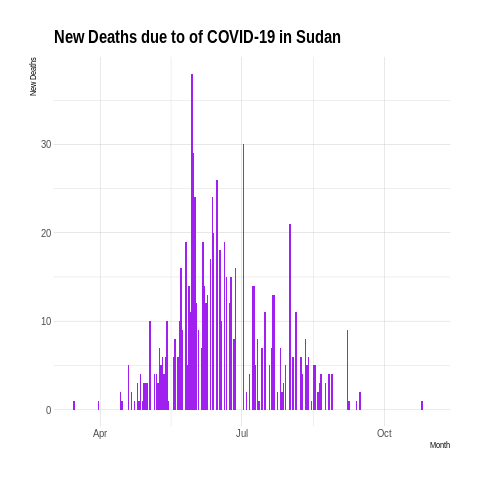 New Deaths due to of COVID-19 in Sudan
New Deaths
30
20
10
0
Apr
Jul
Oct
Month